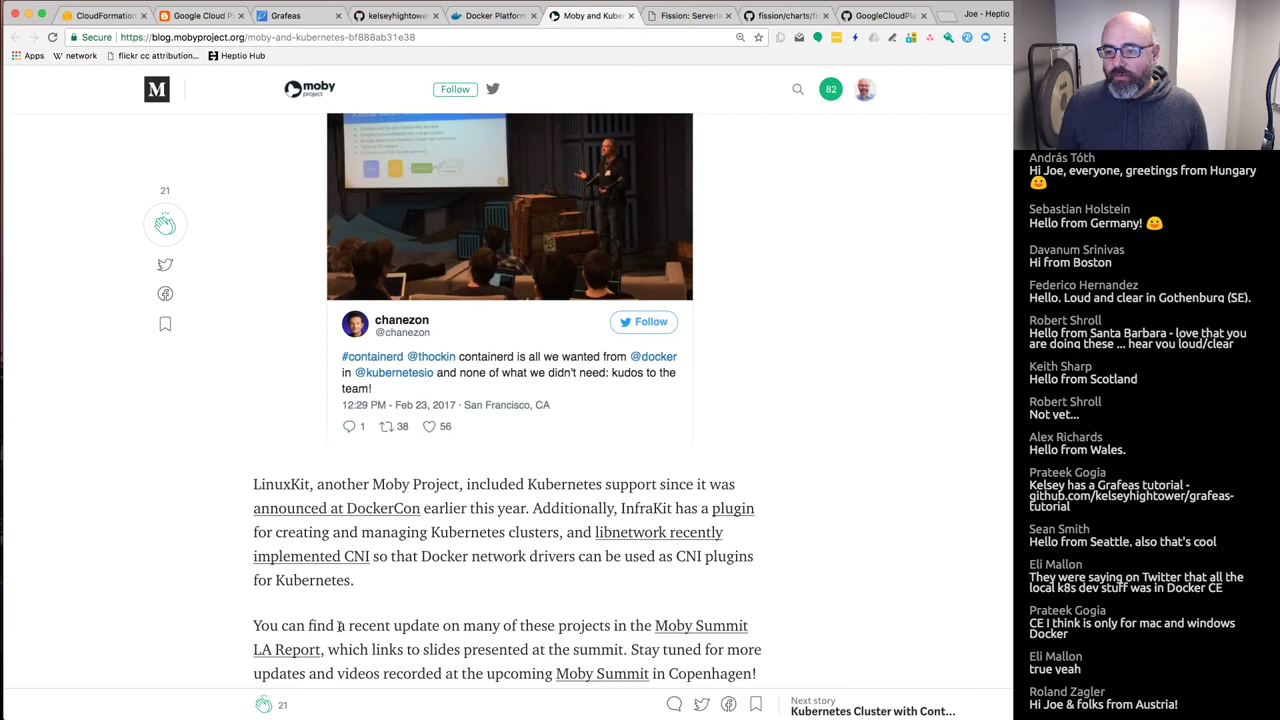 CloudFormation
Google Cloud P
Grafeas
kelseyhightower
Docker Platform
Moby and Kuber
Fission: Serverle
fission/charts/fi
GoogleCloudPla
Joe - Heptio
Secure
https://blog.mobyproject.org/moby-and-kubernetes-bf888ab31e38
Apps
network
flickr cc attribution...
Heptio Hub
M
moby
project
Follow
82
21
chanezon
@chanezon
Follow
#containerd @thockin containerd is all we wanted from @docker
in @kubernetesio and none of what we didn't need: kudos to the
team!
12:29 PM - Feb 23, 2017 · San Francisco, CA
1
38
56
LinuxKit, another Moby Project, included Kubernetes support since it was
announced at DockerCon earlier this year. Additionally, InfraKit has a plugin
for creating and managing Kubernetes clusters, and libnetwork recently
implemented CNI so that Docker network drivers can be used as CNI plugins
for Kubernetes.
You can find a recent update on many of these projects in the Moby Summit
LA Report, which links to slides presented at the summit. Stay tuned for more
updates and videos recorded at the upcoming Moby Summit in Copenhagen!
21
Next story
Kubernetes Cluster with Cont...
András Tóth
Hi Joe, everyone, greetings from Hungary
Sebastian Holstein
Hello from Germany!
Davanum Srinivas
Hi from Boston
Federico Hernandez
Hello. Loud and clear in Gothenburg (SE).
Robert Shroll
Hello from Santa Barbara - love that you
are doing these ... hear you loud/clear
Keith Sharp
Hello from Scotland
Robert Shroll
Not yet...
Alex Richards
Hello from Wales.
Prateek Gogia
Kelsey has a Grafeas tutorial -
github.com/kelseyhightower/grafeas-
tutorial
Sean Smith
Hello from Seattle, also that's cool
Eli Mallon
They were saying on Twitter that all the
local k8s dev stuff was in Docker CE
Prateek Gogia
CE I think is only for mac and windows
Docker
Eli Mallon
true yeah
Roland Zagler
Hi Joe & folks from Austria!